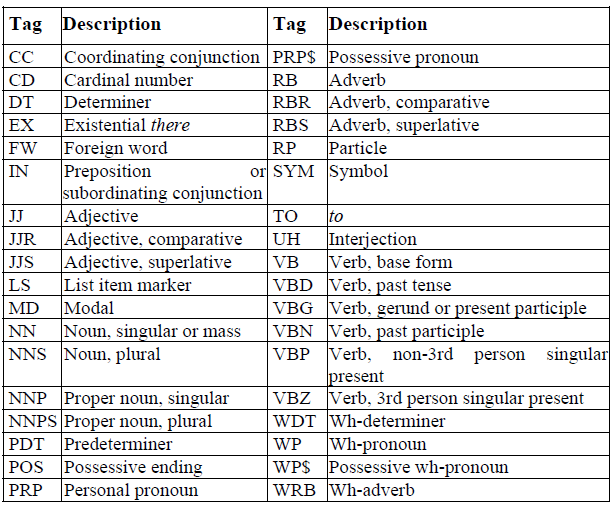 Tag Description Tag Description
CC Coordinating conjunction PRP$ Possessive pronoun
CD Cardinal number RB Adverb
DT Determiner RBR Adverb, comparative
EX Existential there RBS Adverb, superlative
FW Foreign word RP Particle
IN Preposition or SYM Symbol
subordinating conjunction
JJ Adjective TO to
JJR Adjective, comparative UH Interjection
JJS Adjective, superlative VB Verb, base form
LS List item marker VBD Verb, past tense
MD Modal VBG Verb, gerund or present participle
NN Noun, singular or mass VBN Verb, past participle
NNS Noun, plural VBP Verb, non-3rd person singular
present
NNP Proper noun, singular VBZ Verb, 3rd person singular present
NNPS Proper noun, plural WDT Wh-determiner
PDT Predeterminer WP Wh-pronoun
POS Possessive ending WP$ Possessive wh-pronoun
PRP Personal pronoun WRB Wh-adverb